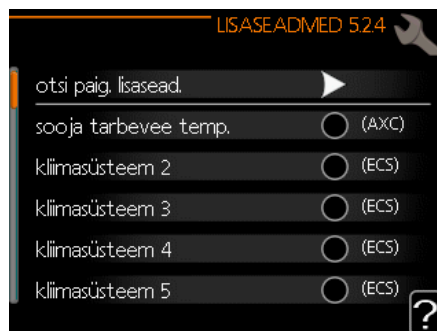 LISASEADMED 5.2.4
otsi paig. lisasead.
sooja tarbevee temp. (AXC)
kliimasüsteem 2 (ECS)
kliimasüsteem 3 (ECS)
kliimasüsteem 4 (ECS)
kliimasüsteem 5 (ECS)
?